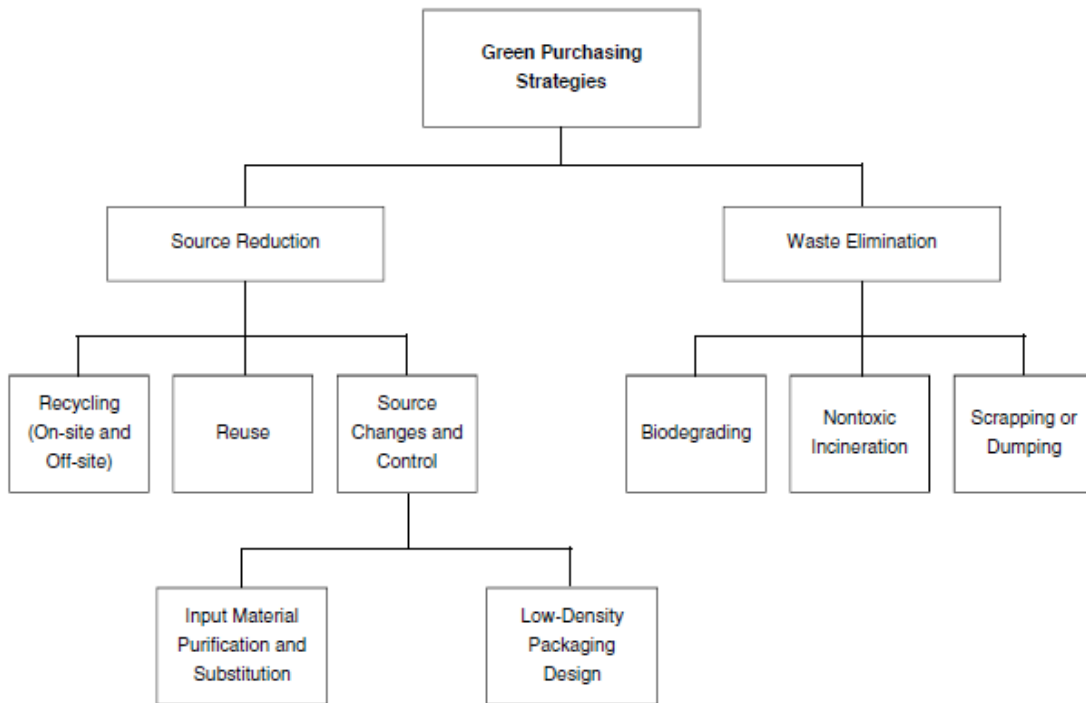 Green Purchasing
Strategies
Source Reduction
Waste Elimination
Recycling
(On-site and
Off-site)
Reuse
Source
Changes and
Control
Biodegrading
Nontoxic
Incineration
Scrapping or
Dumping
Input Material
Purification and
Substitution
Low-Density
Packaging
Design